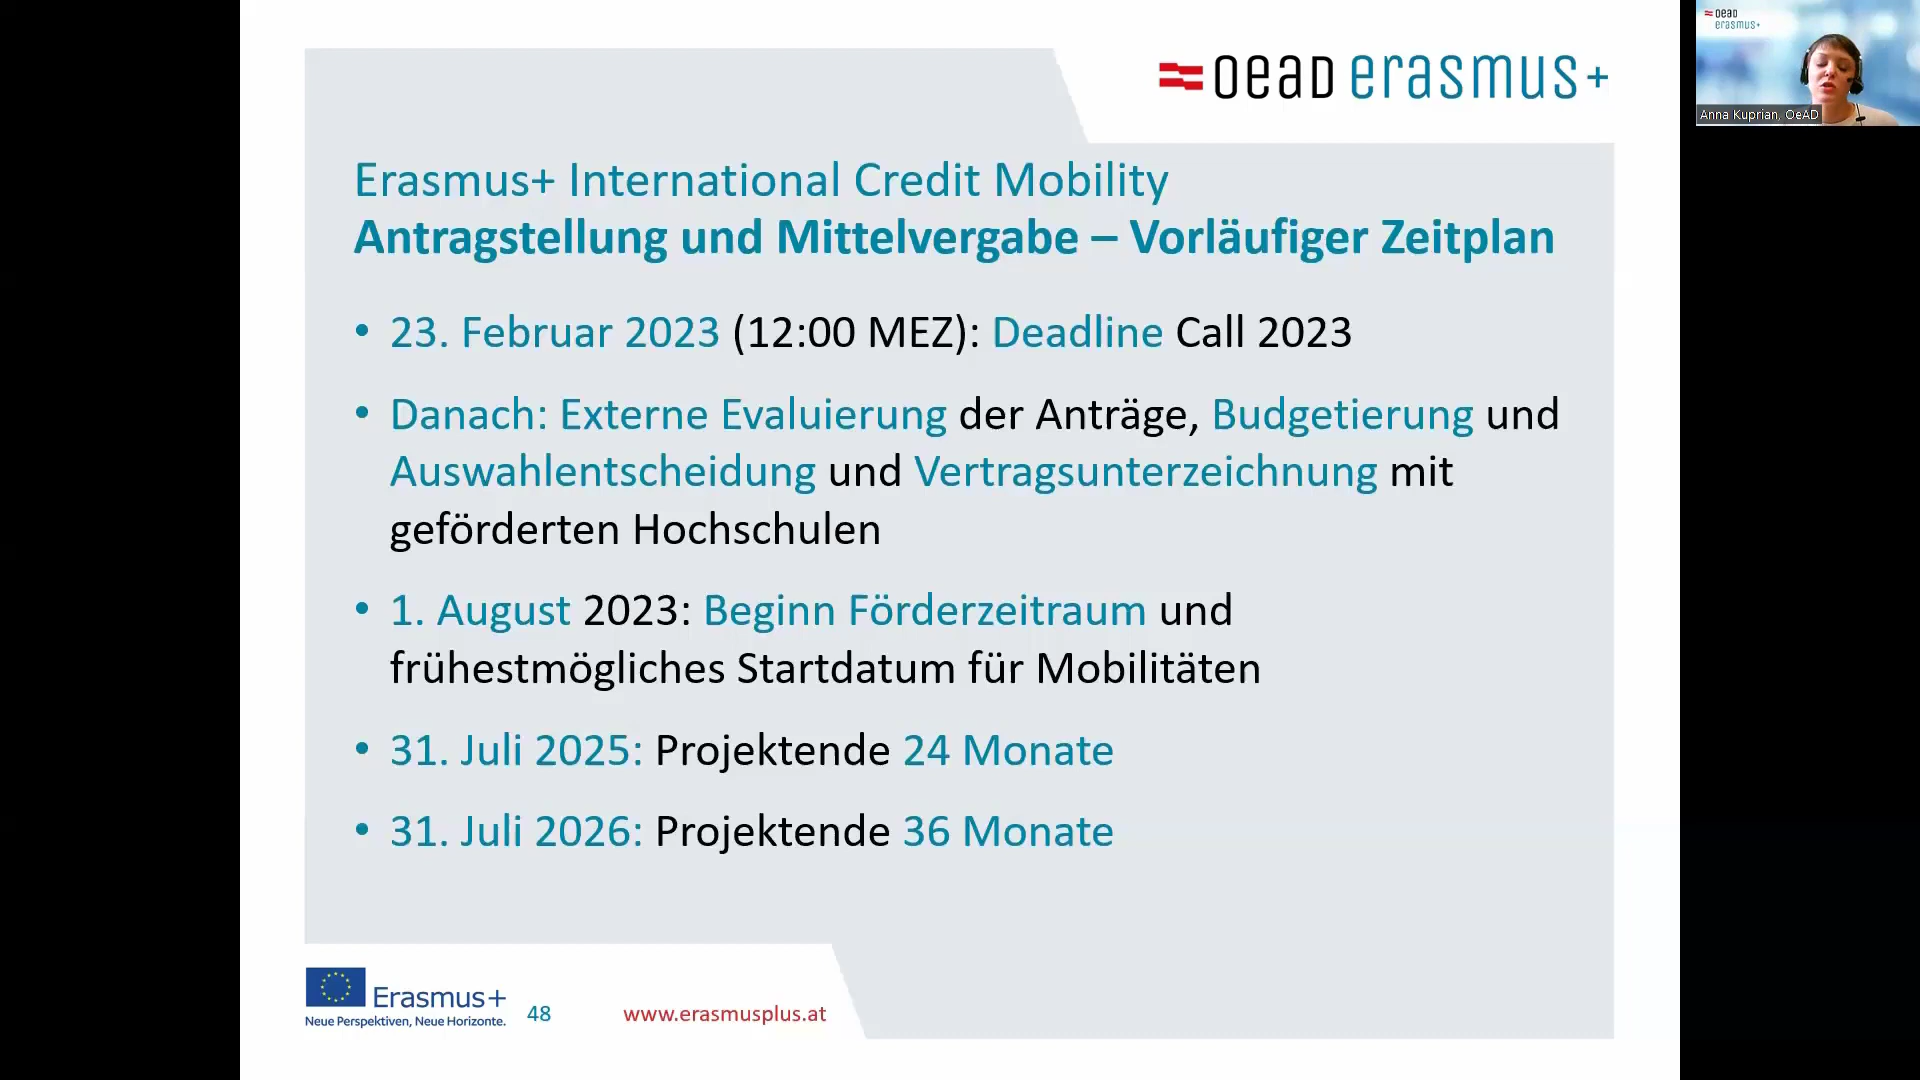 oead erasmus+
Erasmus+ International Credit Mobility
Antragstellung und Mittelvergabe – Vorläufiger Zeitplan
• 23. Februar 2023 (12:00 MEZ): Deadline Call 2023
• Danach: Externe Evaluierung der Anträge, Budgetierung und
Auswahlentscheidung und Vertragsunterzeichnung mit
geförderten Hochschulen
• 1. August 2023: Beginn Förderzeitraum und
frühestmögliches Startdatum für Mobilitäten
• 31. Juli 2025: Projektende 24 Monate
• 31. Juli 2026: Projektende 36 Monate
Erasmus+
Neue Perspektiven, Neue Horizonte.
48
www.erasmusplus.at
oead
erasmus+
Anna Kuprian, OeAD